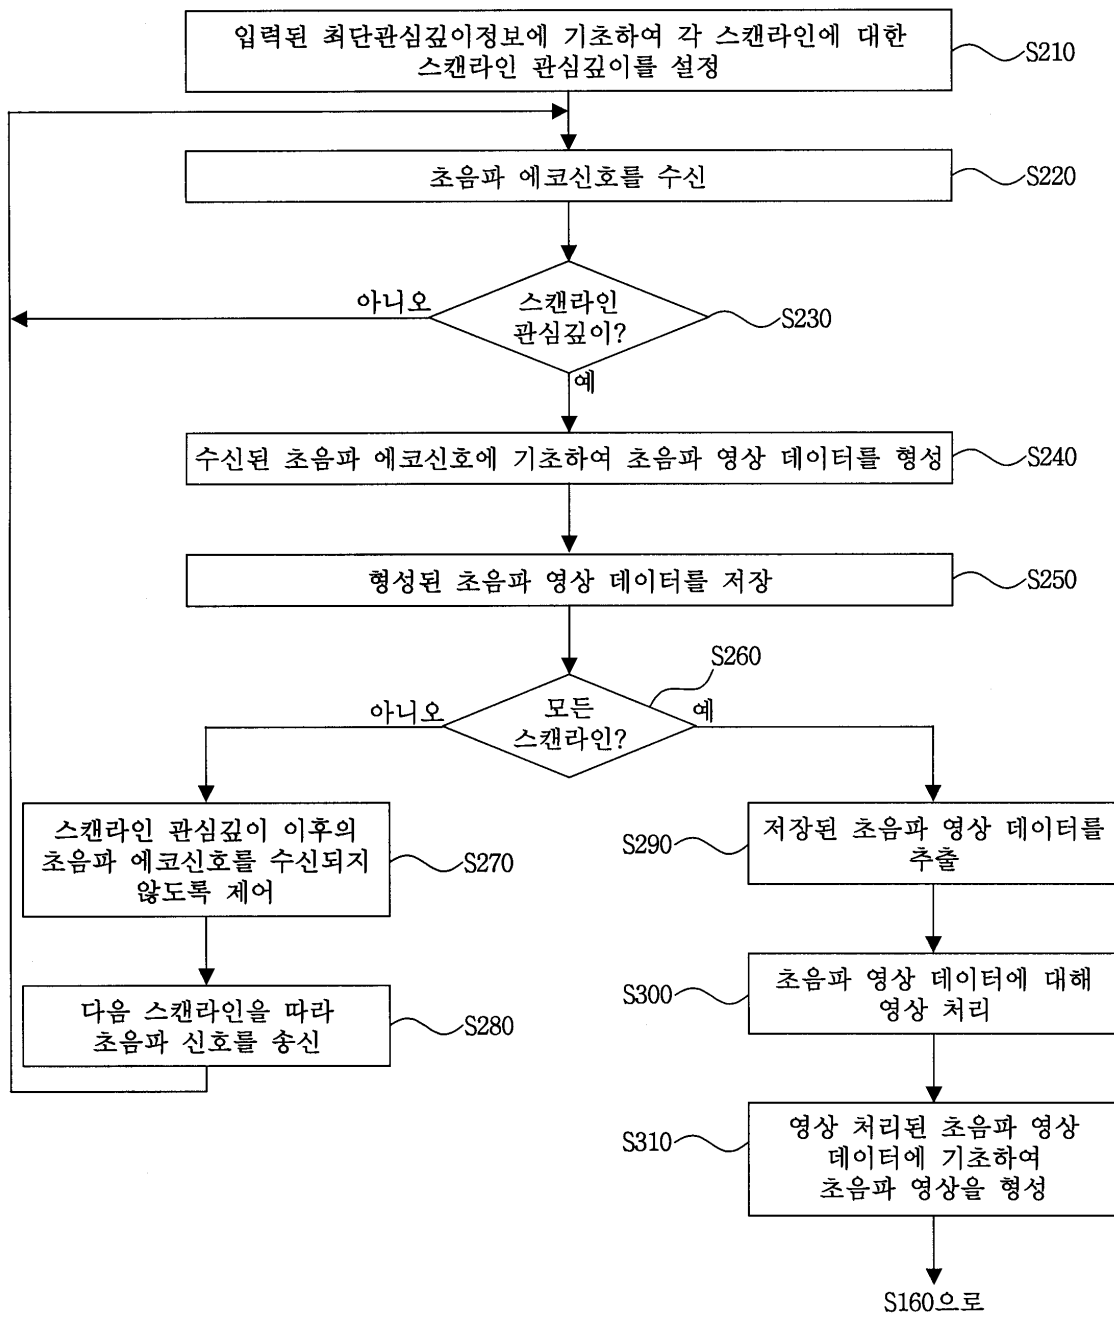 입력된 최단관심깊이정보에 기초하여 각 스캔라인에 대한
스캔라인 관심깊이를 설정
S210
초음파 에코신호를 수신
S220
아니오
스캔라인
관심깊이?
S230
예
수신된 초음파 에코신호에 기초하여 초음파 영상 데이터를 형성
S240
형성된 초음파 영상 데이터를 저장
S250
S260
아니오
모든
스캔라인?
예
스캔라인 관심깊이 이후의
초음파 에코신호를 수신되지
않도록 제어
S270
다음 스캔라인을 따라
초음파 신호를 송신
S280
S290
저장된 초음파 영상 데이터를
추출
S300
초음파 영상 데이터에 대해
영상 처리
S310
영상 처리된 초음파 영상
데이터에 기초하여
초음파 영상을 형성
S160으로